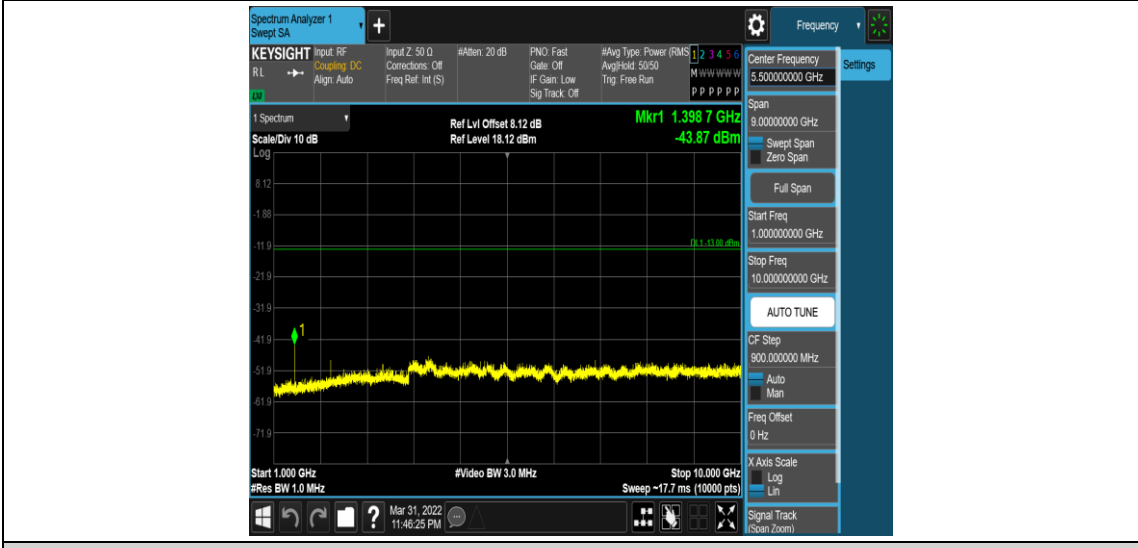 Spectrum Analyzer 1
Swept SA
+
Frequency
KEYSIGHT
RL
LXI
Input: RF
Coupling: DC
Align: Auto
Input Z: 50 Ω
Corrections: Off
Freq Ref: Int (S)
#Atten: 20 dB
PNO: Fast
Gate: Off
IF Gain: Low
Sig Track: Off
#Avg Type: Power (RMS
Avg|Hold: 50/50
Trig: Free Run
1 2 3 4 5 6
M W W W W W
P P P P P P
1 Spectrum
Scale/Div 10 dB
Log
Ref Lvl Offset 8.12 dB
Ref Level 18.12 dBm
Mkr1 1.398 7 GHz
-43.87 dBm
8.12
-1.88
-11.9
DL1 -13.00 dBm
-21.9
-31.9
-41.9
1
-51.9
-61.9
-71.9
Start 1.000 GHz
#Res BW 1.0 MHz
#Video BW 3.0 MHz
Stop 10.000 GHz
Sweep ~17.7 ms (10000 pts)
?
Mar 31, 2022
11:46:25 PM
Center Frequency
5.500000000 GHz
Settings
Span
9.00000000 GHz
Swept Span
Zero Span
Full Span
Start Freq
1.000000000 GHz
Stop Freq
10.000000000 GHz
AUTO TUNE
CF Step
900.000000 MHz
Auto
Man
Freq Offset
0 Hz
X Axis Scale
Log
Lin
Signal Track
(Span Zoom)